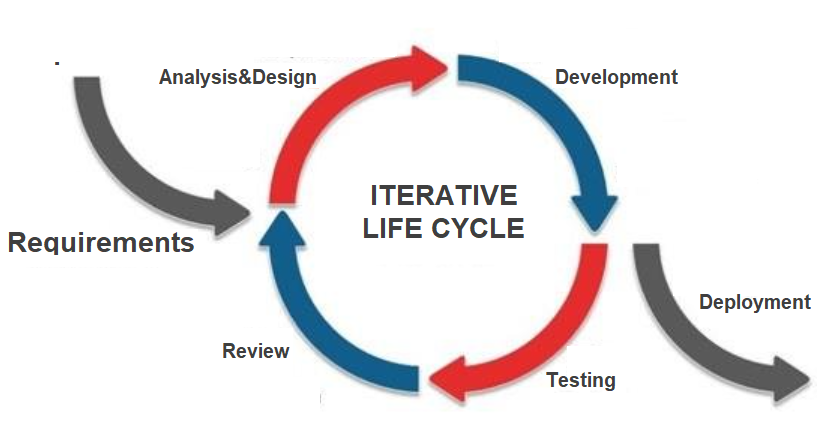 Analysis&Design
Development
ITERATIVE
LIFE CYCLE
Requirements
Deployment
Review
Testing